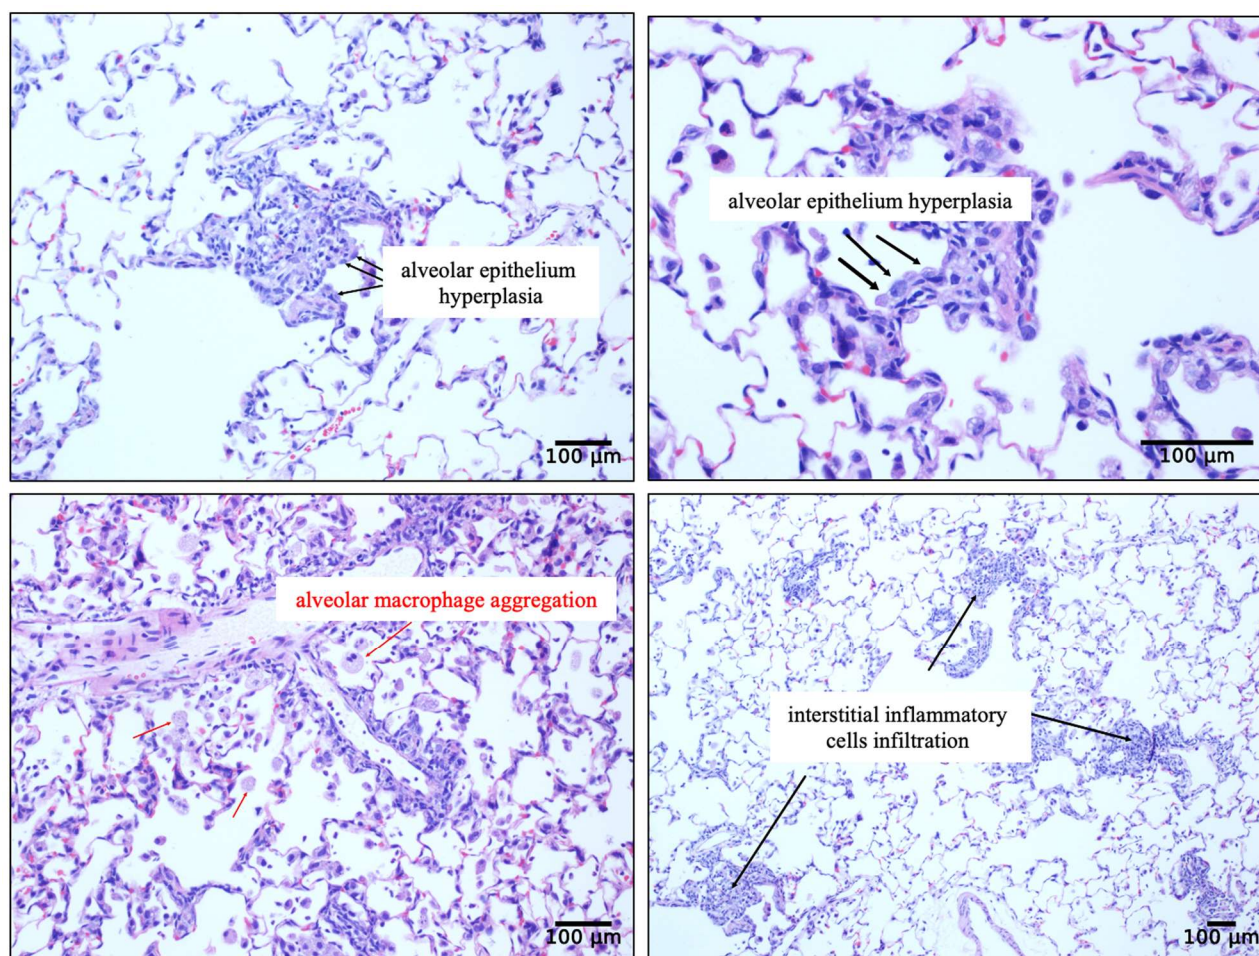 alveolar epithelium
hyperplasia
100 μm
alveolar epithelium hyperplasia
100 μm
alveolar macrophage aggregation
100 μm
interstitial inflammatory
cells infiltration
100 μm